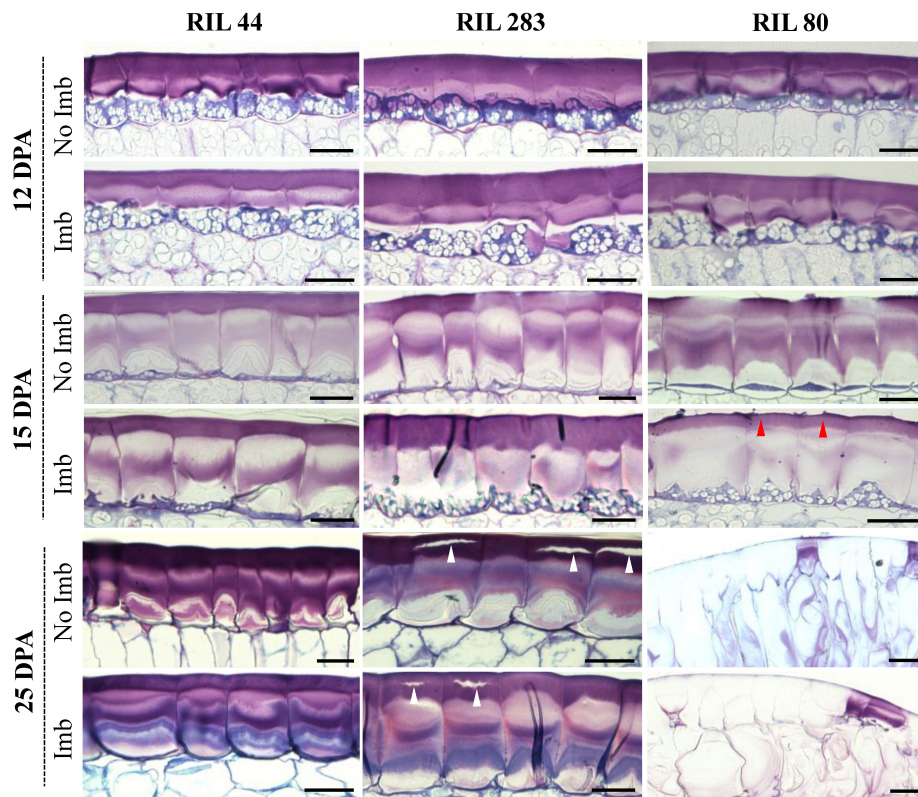 RIL 44 RIL 283 RIL 80
12 DPA
No Imb
Imb
15 DPA
No Imb
Imb
25 DPA
No Imb
Imb